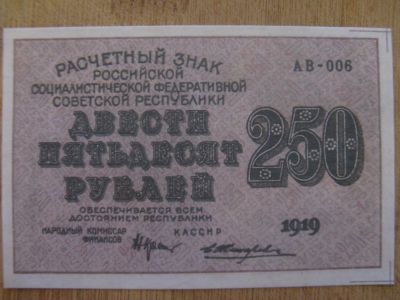 РАСЧЕТНЫЙ ЗНАК
РОССИЙСКОЙ
СОЦИАЛИСТИЧЕСКОЙ ФЕДЕРАТИВНОЙ
СОВЕТСКОЙ РЕСПУБЛИКИ
АВ-006
ДВЕСТИ
ПЯТЬДЕСЯТ
РУБЛЕЙ
250
ОБЕСПЕЧИВАЕТСЯ ВСЕМ
ДОСТОЯНИЕМ РЕСПУБЛИКИ
1919
НАРОДНЫЙ КОМИССАР
ФИНАНСОВ
КАССИР